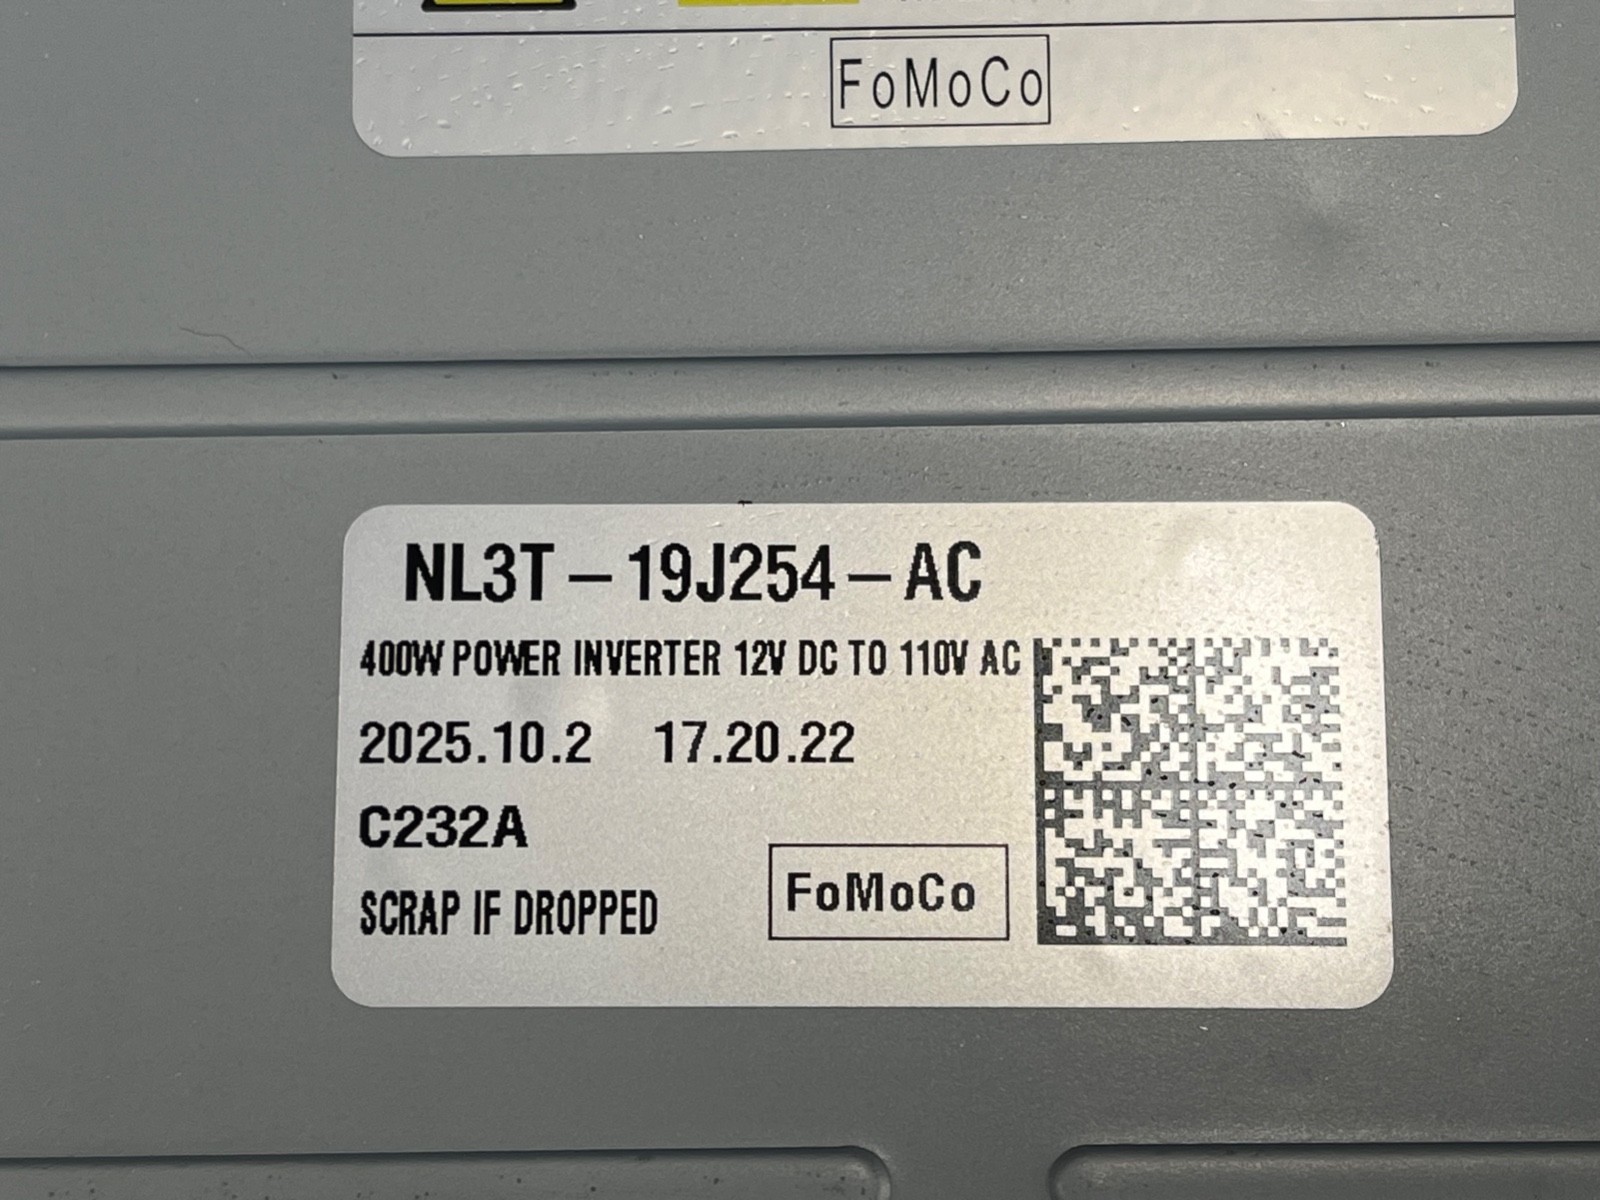 FoMoCo
NL3T-19J254-AC
400W POWER INVERTER 12V DC TO 110V AC
2025.10.2 17.20.22
C232A
SCRAP IF DROPPED
FoMoCo